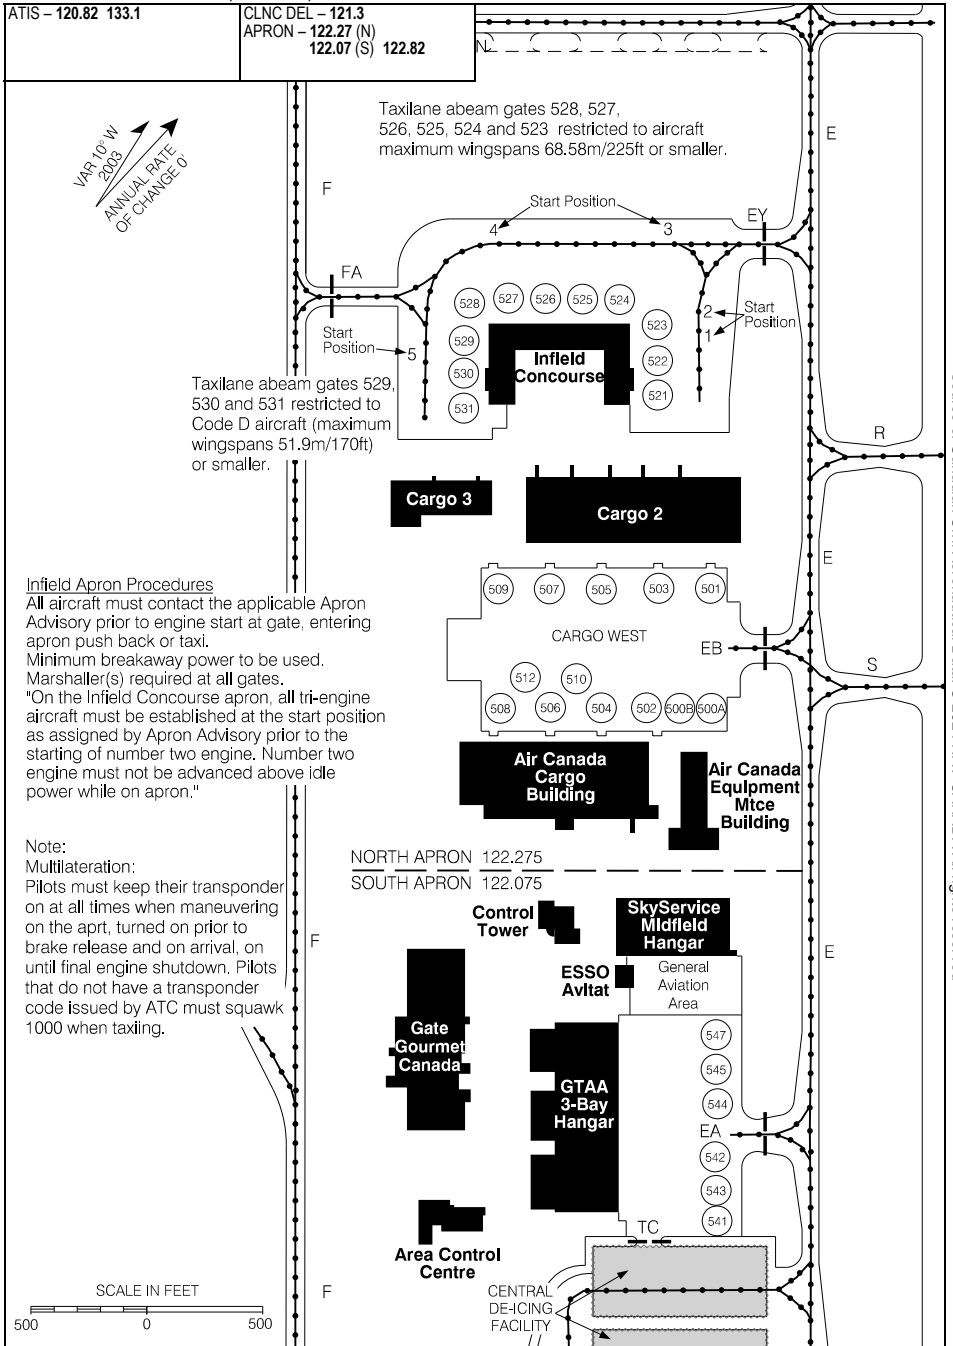 ATIS – 120.82 133.1
CLNC DEL – 121.3
APRON – 122.27 (N)
122.07 (S) 122.82
N
Taxilane abeam gates 528, 527,
526, 525, 524 and 523 restricted to aircraft
maximum wingspans 68.58m/225ft or smaller.
E
VAR 10° W
2003
ANNUAL RATE
OF CHANGE 0'
F
Start Position
4
3
EY
FA
528
527
526
525
524
523
2
1
Start
Position
Start
Position
5
529
530
531
Infield
Concourse
522
521
Taxilane abeam gates 529,
530 and 531 restricted to
Code D aircraft (maximum
wingspans 51.9m/170ft)
or smaller.
R
Cargo 3
Cargo 2
E
Infield Apron Procedures
All aircraft must contact the applicable Apron
Advisory prior to engine start at gate, entering
apron push back or taxi.
Minimum breakaway power to be used.
Marshaller(s) required at all gates.
"On the Infield Concourse apron, all tri-engine
aircraft must be established at the start position
as assigned by Apron Advisory prior to the
starting of number two engine. Number two
engine must not be advanced above idle
power while on apron."
509
507
505
503
501
CARGO WEST
EB
S
512
510
508
506
504
502
500B
500A
Air Canada
Cargo
Building
Air Canada
EquIpment
Mtce
Building
Note:
Multilateration:
Pilots must keep their transponder
on at all times when maneuvering
on the aprt, turned on prior to
brake release and on arrival, on
until final engine shutdown. Pilots
that do not have a transponder
code issued by ATC must squawk
1000 when taxiing.
NORTH APRON 122.275
SOUTH APRON 122.075
Control
Tower
SkyService
MIdfIeld
Hangar
F
E
ESSO
AvItat
General
Aviation
Area
Gate
Gourmet
Canada
GTAA
3-Bay
Hangar
547
545
544
EA
542
543
541
TC
Area Control
Centre
SCALE IN FEET
500
0
500
F
CENTRAL
DE-ICING
FACILITY